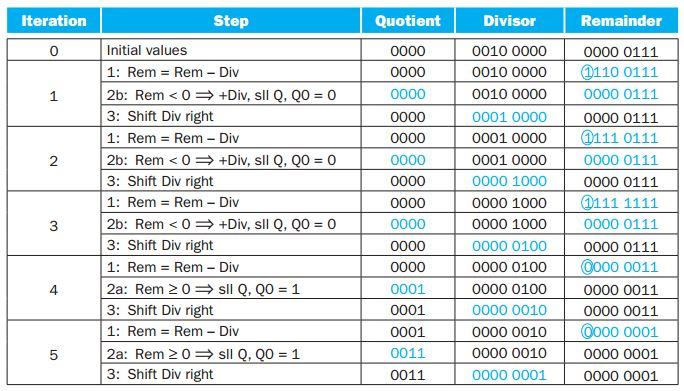 Iteration Step Quotient Divisor Remainder
0 Initial values 0000 0010 0000 0000 0111
1: Rem = Rem – Div 0000 0010 0000 1110 0111
1 2b: Rem < 0 ⟹ +Div, sll Q, Q0 = 0 0000 0010 0000 0000 0111
3: Shift Div right 0000 0001 0000 0000 0111
1: Rem = Rem – Div 0000 0001 0000 1111 0111
2 2b: Rem < 0 ⟹ +Div, sll Q, Q0 = 0 0000 0001 0000 0000 0111
3: Shift Div right 0000 0000 1000 0000 0111
1: Rem = Rem – Div 0000 0000 1000 1111 1111
3 2b: Rem < 0 ⟹ +Div, sll Q, Q0 = 0 0000 0000 1000 0000 0111
3: Shift Div right 0000 0000 0100 0000 0111
1: Rem = Rem – Div 0000 0000 0100 0000 0011
4 2a: Rem ≥ 0 ⟹ sll Q, Q0 = 1 0001 0000 0100 0000 0011
3: Shift Div right 0001 0000 0010 0000 0011
1: Rem = Rem – Div 0001 0000 0010 0000 0001
5 2a: Rem ≥ 0 ⟹ sll Q, Q0 = 1 0011 0000 0010 0000 0001
3: Shift Div right 0011 0000 0001 0000 0001